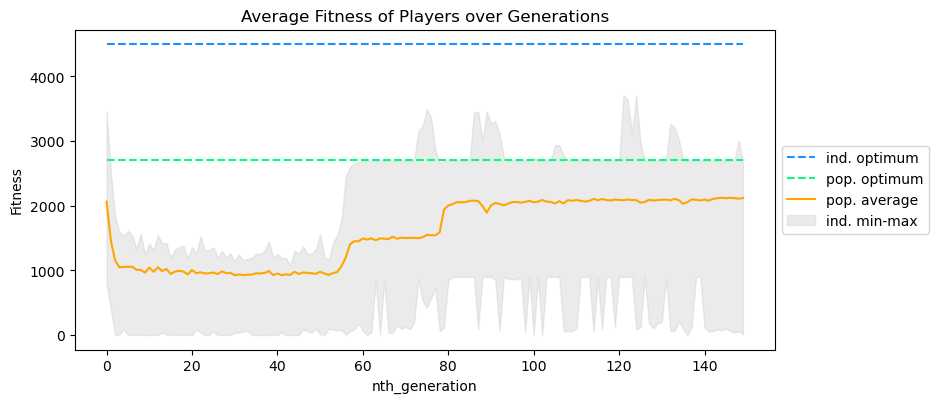 Average Fitness of Players over Generations
Fitness
4000
3000
2000
1000
0
0 20 40 60 80 100 120 140
nth_generation
ind. optimum
pop. optimum
pop. average
ind. min-max